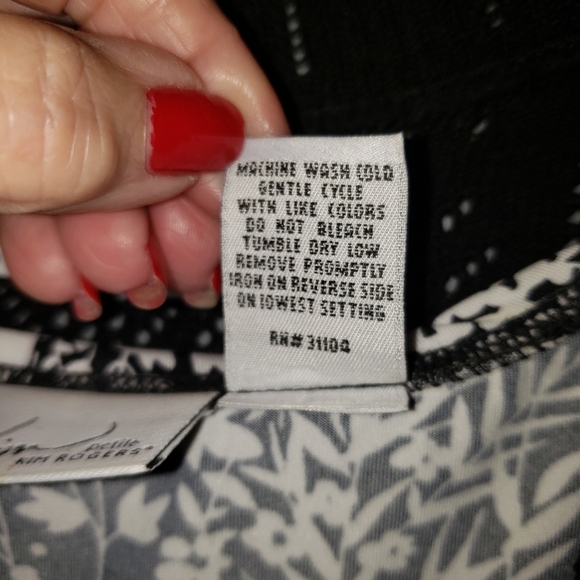 MACHINE WASH COLD
GENTLE CYCLE
WITH LIKE COLORS
DO NOT BLEACH
TUMBLE DRY LOW
REMOVE PROMPTLY
IRON ON REVERSE SIDE
ON LOWEST SETTING
RN# 31104
petite
KIM ROGERS®